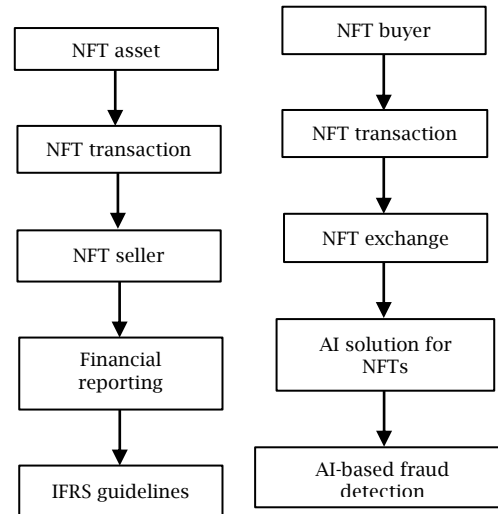 NFT asset
NFT transaction
NFT seller
Financial
reporting
IFRS guidelines
NFT buyer
NFT transaction
NFT exchange
AI solution for
NFTs
AI-based fraud
detection